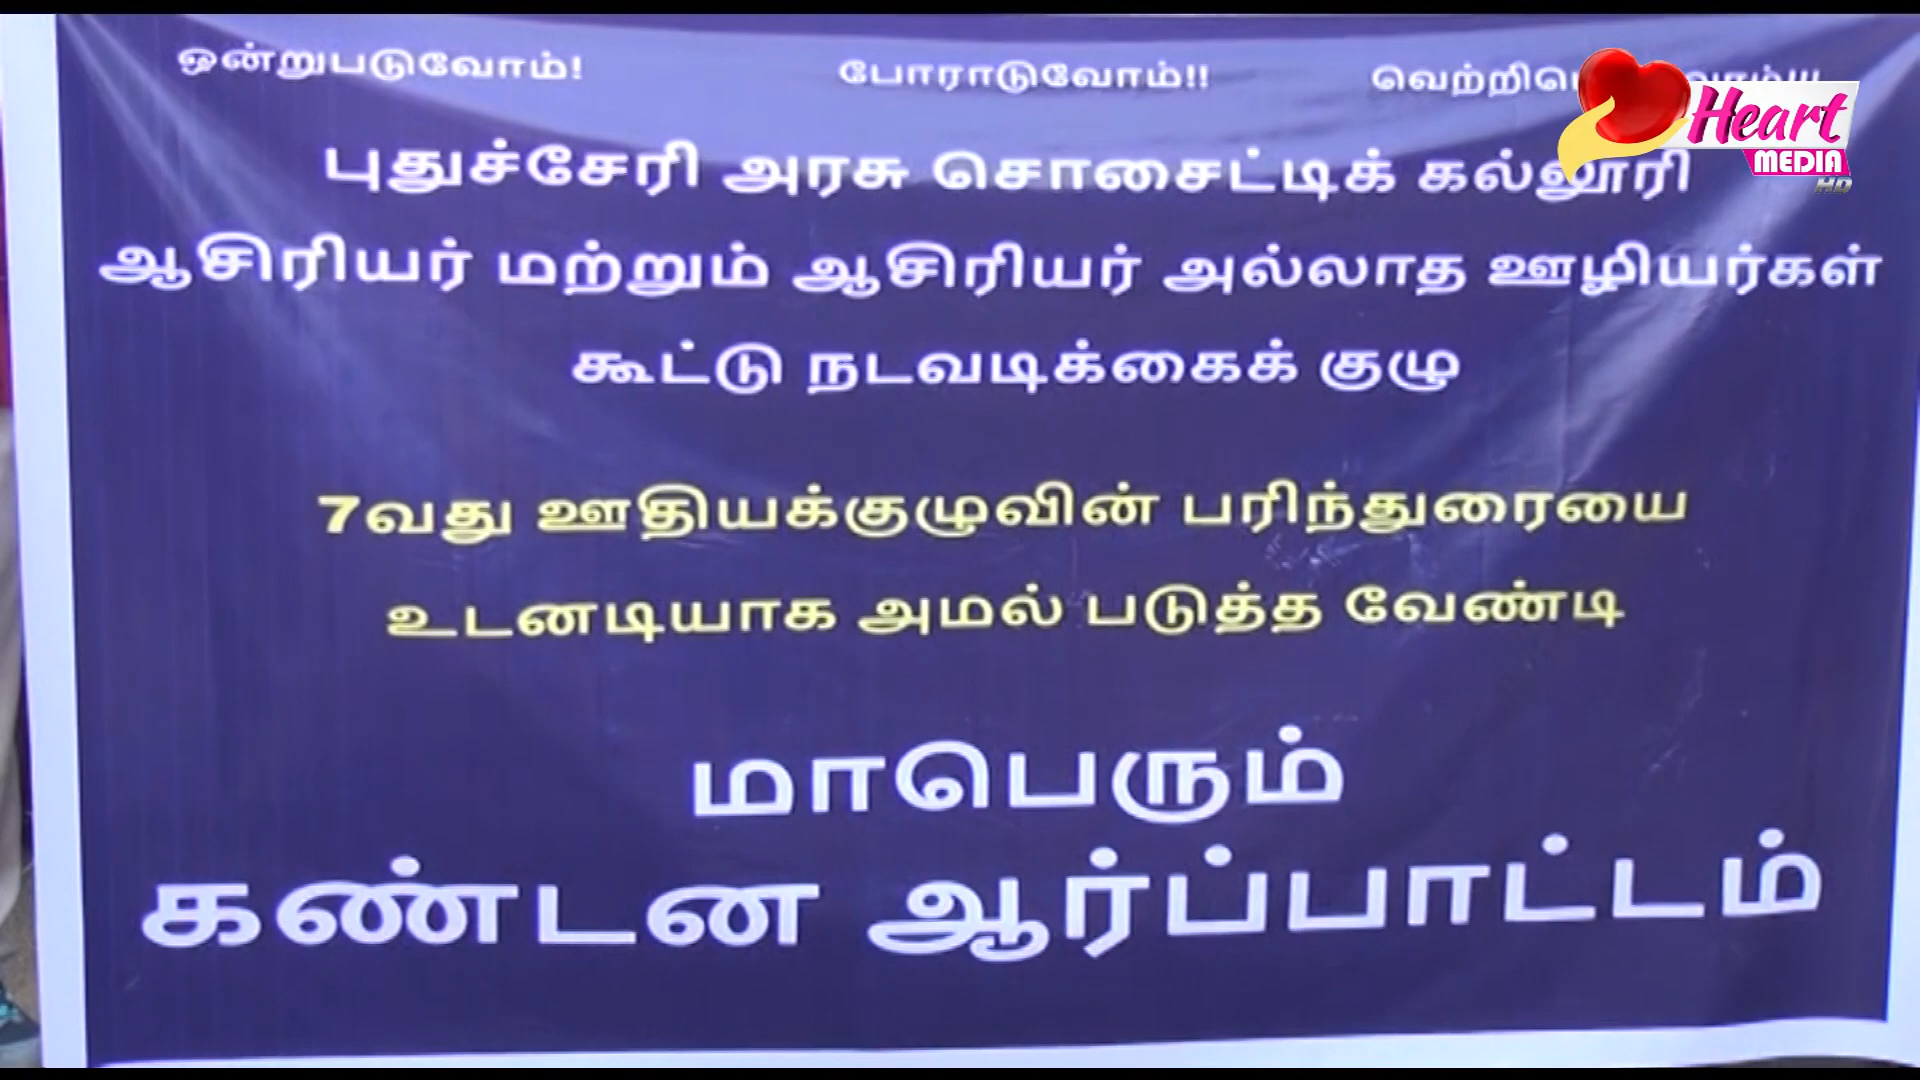 ஒன்றுபடுவோம்! போராடுவோம்!!
புதுச்சேரி அரசு சொசைட்டிக் கல்லூரி
ஆசிரியர் மற்றும் ஆசிரியர் அல்லாத ஊழியர்கள்
கூட்டு நடவடிக்கைக் குழு
7வது ஊதியக்குழுவின் பரிந்துரையை
உடனடியாக அமல் படுத்த வேண்டி
மாபெரும்
கண்டன ஆர்ப்பாட்டம்
Heart
MEDIA
HD